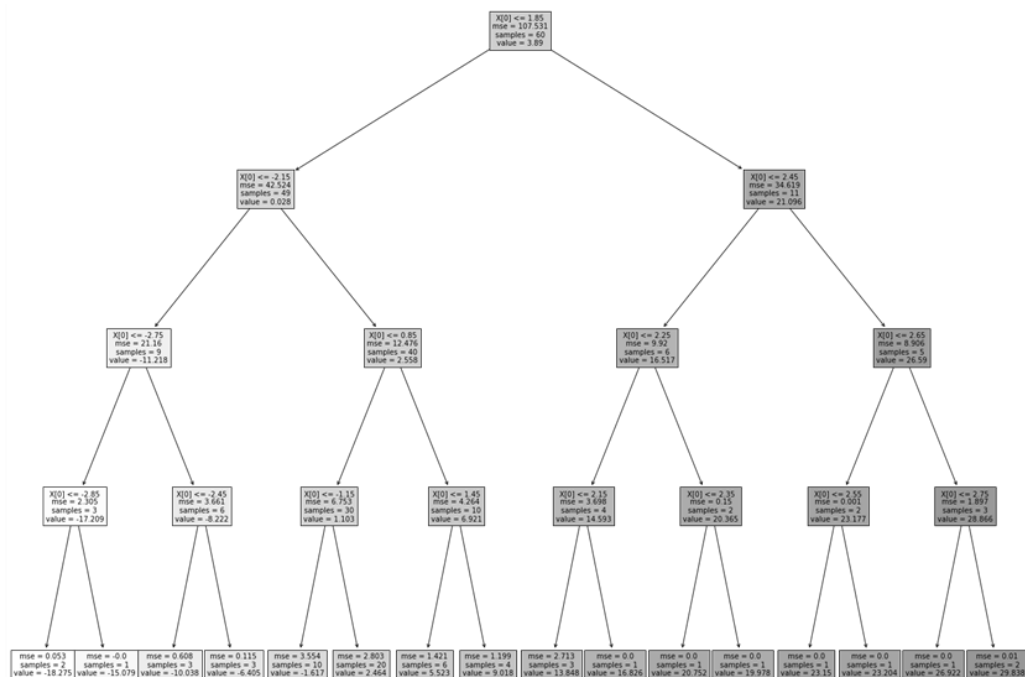 X[0] <= 1.85
mse = 107.531
samples = 60
value = 3.89
X[0] <= -2.15
mse = 42.524
samples = 49
value = 0.028
X[0] <= 2.45
mse = 34.619
samples = 11
value = 21.096
X[0] <= -2.75
mse = 21.16
samples = 9
value = -11.218
X[0] <= 0.85
mse = 12.476
samples = 40
value = 2.558
X[0] <= 2.25
mse = 9.92
samples = 6
value = 16.517
X[0] <= 2.65
mse = 8.906
samples = 5
value = 26.59
X[0] <= -2.85
mse = 2.305
samples = 3
value = -17.209
X[0] <= -2.45
mse = 3.661
samples = 6
value = -8.222
X[0] <= -1.15
mse = 6.753
samples = 30
value = 1.103
X[0] <= 1.45
mse = 4.264
samples = 10
value = 6.921
X[0] <= 2.15
mse = 3.698
samples = 4
value = 14.593
X[0] <= 2.35
mse = 0.15
samples = 2
value = 20.365
X[0] <= 2.55
mse = 0.001
samples = 2
value = 23.177
X[0] <= 2.75
mse = 1.897
samples = 3
value = 28.866
mse = 0.053
samples = 2
value = -18.275
mse = -0.0
samples = 1
value = -15.079
mse = 0.608
samples = 3
value = -10.038
mse = 0.115
samples = 3
value = -6.405
mse = 3.554
samples = 10
value = -1.617
mse = 2.803
samples = 20
value = 2.464
mse = 1.421
samples = 6
value = 5.523
mse = 1.199
samples = 4
value = 9.018
mse = 2.713
samples = 3
value = 13.848
mse = 0.0
samples = 1
value = 16.826
mse = 0.0
samples = 1
value = 20.752
mse = 0.0
samples = 1
value = 19.978
mse = 0.0
samples = 1
value = 23.15
mse = 0.0
samples = 1
value = 23.204
mse = 0.0
samples = 1
value = 26.922
mse = 0.01
samples = 2
value = 29.838